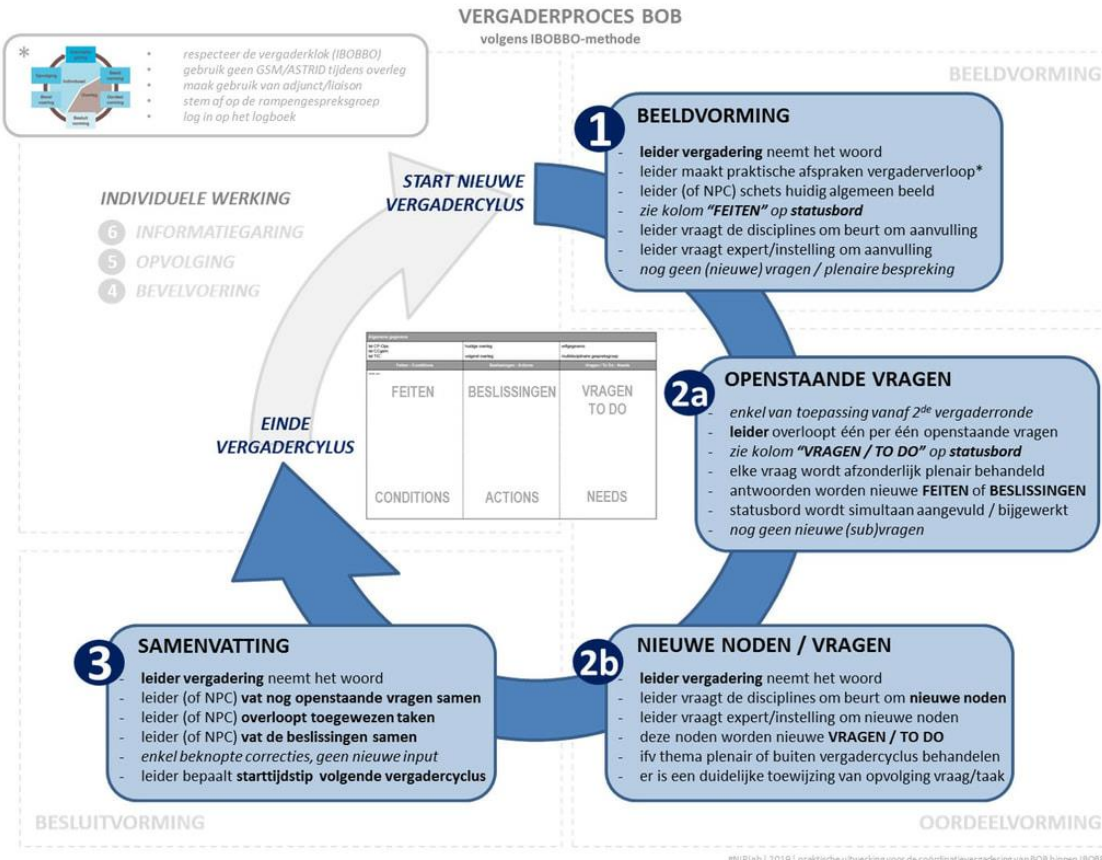 VERGADERPROCES BOB
volgens IBOBBO-methode
*
respecteer de vergaderklok (IBOBBO)
gebruik geen GSM/ASTRID tijdens overleg
maak gebruik van adjunct/liaison
stem af op de rampengespreksgroep
log in op het logboek
BEELDVORMING
1
BEELDVORMING
- leider vergadering neemt het woord
- leider maakt praktische afspraken vergaderverloop*
- leider (of NPC) schets huidig algemeen beeld
- zie kolom “FEITEN” op statusbord
- leider vraagt de disciplines om beurt om aanvulling
- leider vraagt expert/instelling om aanvulling
- nog geen (nieuwe) vragen / plenaire bespreking
START NIEUWE
VERGADERCYLUS
INDIVIDUELE WERKING
6 INFORMATIEGARING
5 OPVOLGING
4 BEVELVOERING
FEITEN
BESLISSINGEN
VRAGEN
TO DO
CONDITIONS
ACTIONS
NEEDS
2a
OPENSTAANDE VRAGEN
- enkel van toepassing vanaf 2de vergaderronde
- leider overloopt één per één openstaande vragen
- zie kolom “VRAGEN / TO DO” op statusbord
- elke vraag wordt afzonderlijk plenair behandeld
- antwoorden worden nieuwe FEITEN of BESLISSINGEN
- statusbord wordt simultaan aangevuld / bijgewerkt
- nog geen nieuwe (sub)vragen
EINDE
VERGADERCYLUS
3
SAMENVATTING
- leider vergadering neemt het woord
- leider (of NPC) vat nog openstaande vragen samen
- leider (of NPC) overloopt toegewezen taken
- leider (of NPC) vat de beslissingen samen
- enkel beknopte correcties, geen nieuwe input
- leider bepaalt starttijdstip volgende vergadercyclus
2b
NIEUWE NODEN / VRAGEN
- leider vergadering neemt het woord
- leider vraagt de disciplines om beurt om nieuwe noden
- leider vraagt expert/instelling om nieuwe noden
- deze noden worden nieuwe VRAGEN / TO DO
- ifv thema plenair of buiten vergadercyclus behandelen
- er is een duidelijke toewijzing van opvolging vraag/taak
BESLUITVORMING
OORDEELVORMING
| 2019 | praktische uitwerking voor de coördinatievergadering van BOB binnen